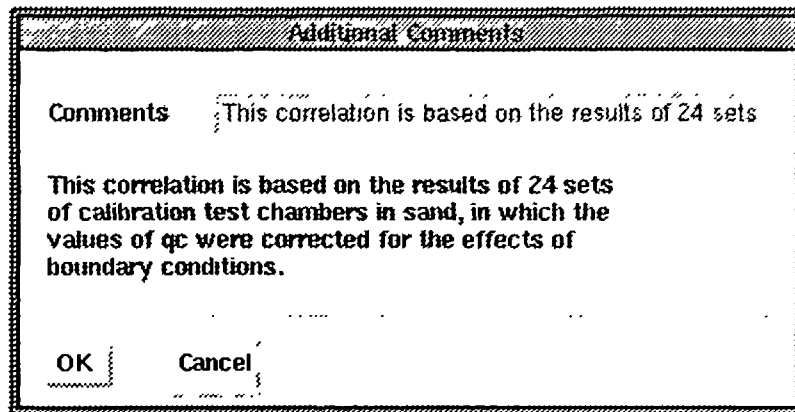 Additional Comments
Comments This correlation is based on the results of 24 sets
This correlation is based on the results of 24 sets
of calibration test chambers in sand, in which the
values of qc were corrected for the effects of
boundary conditions.
OK Cancel